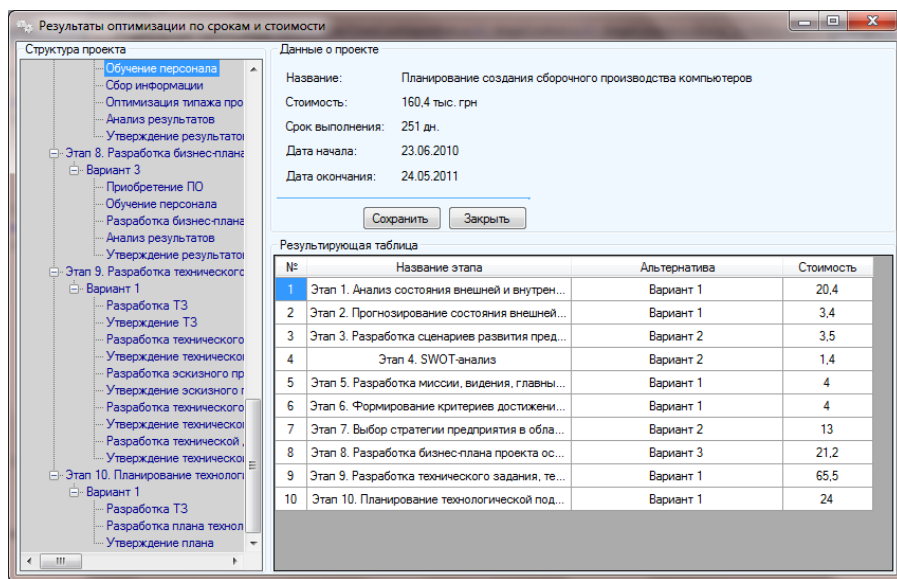 Результаты оптимизации по срокам и стоимости
Структура проекта
Обучение персонала
Сбор информации
Оптимизация типажа про
Анализ результатов
Утверждение результатов
Этап 8. Разработка бизнес-плана
Вариант 3
Приобретение ПО
Обучение персонала
Разработка бизнес-плана
Анализ результатов
Утверждение результатов
Этап 9. Разработка технического
Вариант 1
Разработка ТЗ
Утверждение ТЗ
Разработка технического
Утверждение техническо
Разработка эскизного пр
Утверждение эскизного п
Разработка технического
Утверждение техническо
Разработка технической
Утверждение техническо
Этап 10. Планирование технолог
Вариант 1
Разработка ТЗ
Разработка плана технол
Утверждение плана
Данные о проекте
Название: Планирование создания сборочного производства компьютеров
Стоимость: 160,4 тыс. грн
Срок выполнения: 251 дн.
Дата начала: 23.06.2010
Дата окончания: 24.05.2011
Сохранить Закрыть
Результирующая таблица
№ Название этапа Альтернатива Стоимость
1 Этап 1. Анализ состояния внешней и внутрен... Вариант 1 20,4
2 Этап 2. Прогнозирование состояния внешней... Вариант 1 3,4
3 Этап 3. Разработка сценариев развития пред... Вариант 2 3,5
4 Этап 4. SWOT-анализ Вариант 2 1,4
5 Этап 5. Разработка миссии, видения, главны... Вариант 1 4
6 Этап 6. Формирование критериев достижени... Вариант 1 4
7 Этап 7. Выбор стратегии предприятия в обла... Вариант 2 13
8 Этап 8. Разработка бизнес-плана проекта ос... Вариант 3 21,2
9 Этап 9. Разработка технического задания, те... Вариант 1 65,5
10 Этап 10. Планирование технологической под... Вариант 1 24